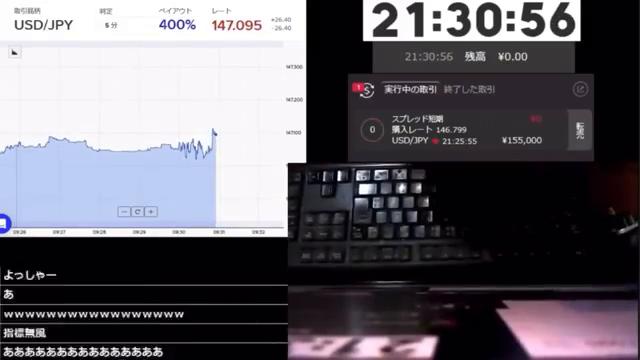 取引銘柄 判定 ペイアウト レート
USD/JPY 5分 400% 147.095 +26.40 -26.40
147.300
147.200
147.100
09:26 09:27 09:28 09:29 09:30 09:31 09:32
よっしゃー
あ
wwwwwwwwwwwwwwwww
指標無風
あああああああああああああああ
21:30:56
21:30:56 残高 ¥0.00
1 実行中の取引 終了した取引
0 スプレッド短期 ¥0
購入レート 146.799
USD/JPY 21:25:55 ¥155,000
転売